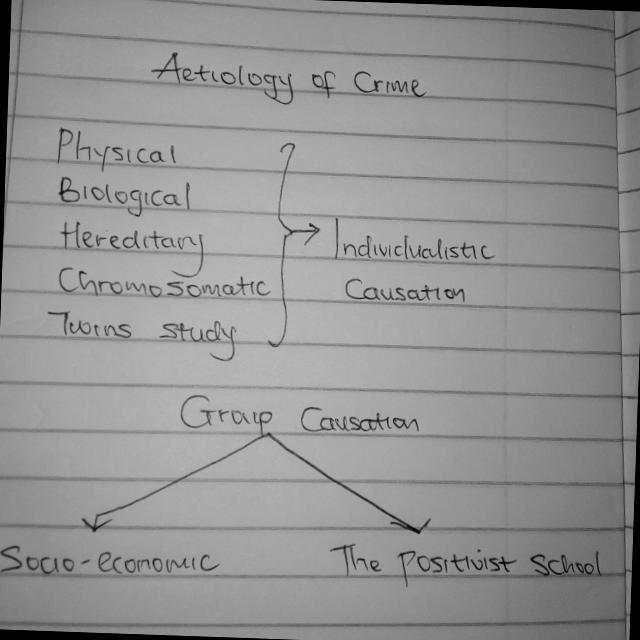 Aetiology of Crime
Physical
Biological
Hereditary
Chromosomatic
Twins study
Individualistic
Causation
Group Causation
Socio-economic
The Positivist School